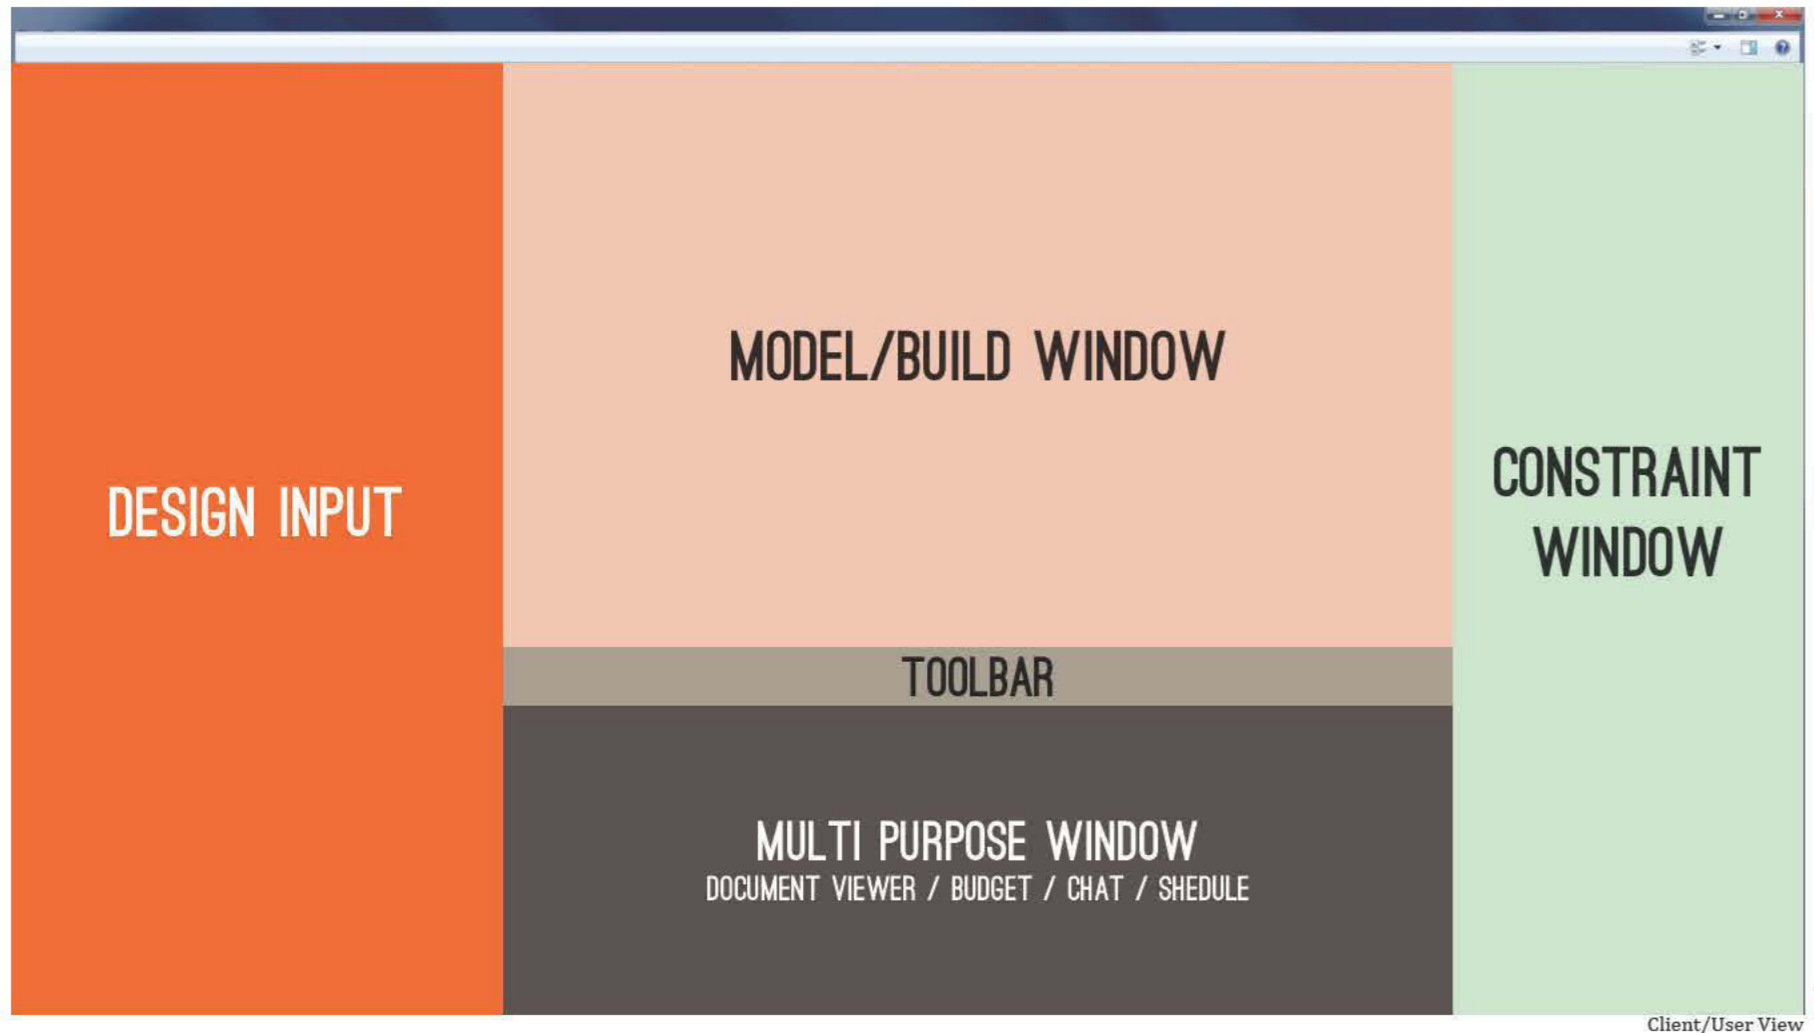 DESIGN INPUT
MODEL/BUILD WINDOW
TOOLBAR
MULTI PURPOSE WINDOW
DOCUMENT VIEWER / BUDGET / CHAT / SHEDULE
CONSTRAINT
WINDOW
Client/User View